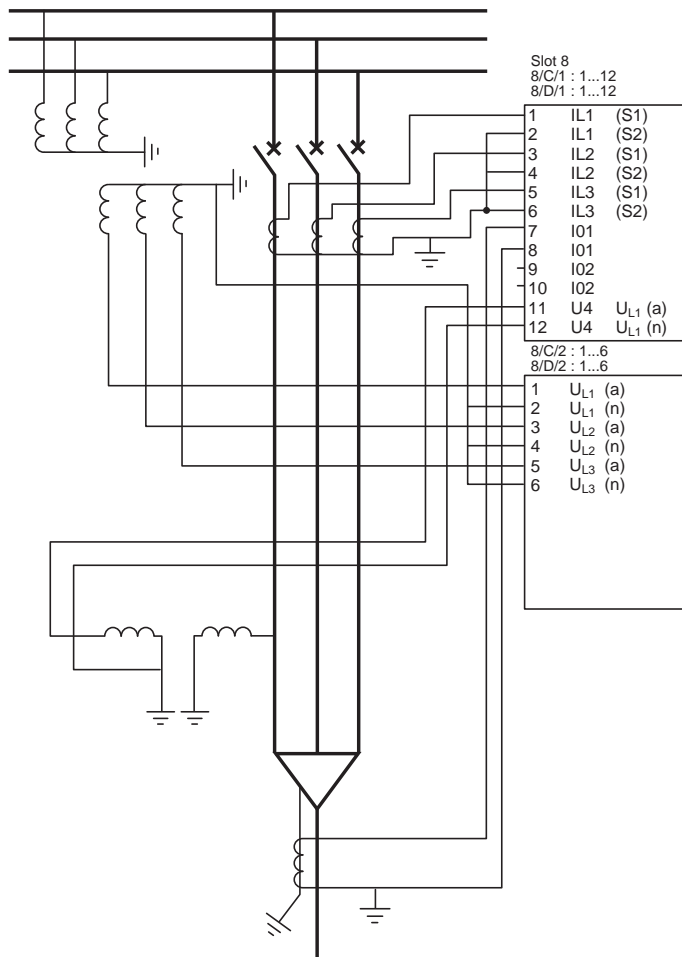 Slot 8
8/C/1 : 1...12
8/D/1 : 1...12
1 IL1 (S1)
2 IL1 (S2)
3 IL2 (S1)
4 IL2 (S2)
5 IL3 (S1)
6 IL3 (S2)
7 I01
8 I01
9 I02
10 I02
11 U4 UL1 (a)
12 U4 UL1 (n)
8/C/2 : 1...6
8/D/2 : 1...6
1 UL1 (a)
2 UL1 (n)
3 UL2 (a)
4 UL2 (n)
5 UL3 (a)
6 UL3 (n)